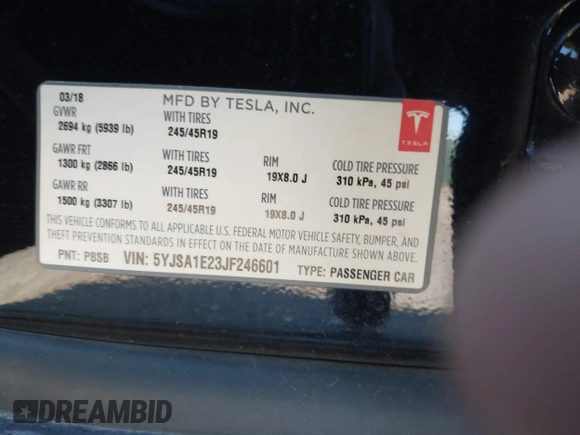 03/18 MFD BY TESLA, INC.
GVWR WITH TIRES
2694 kg (5939 lb) 245/45R19
TESLA
GAWR FRT WITH TIRES RIM COLD TIRE PRESSURE
1300 kg (2866 lb) 245/45R19 19X8.0 J 310 kPa, 45 psi
GAWR RR WITH TIRES RIM COLD TIRE PRESSURE
1500 kg (3307 lb) 245/45R19 19X8.0 J 310 kPa, 45 psi
THIS VEHICLE CONFORMS TO ALL APPLICABLE U.S. FEDERAL MOTOR VEHICLE SAFETY, BUMPER, AND
THEFT PREVENTION STANDARDS IN EFFECT ON THE DATE OF MANUFACTURE SHOWN ABOVE.
PNT: PBSB VIN: 5YJSA1E23JF246601 TYPE: PASSENGER CAR
DREAMBID